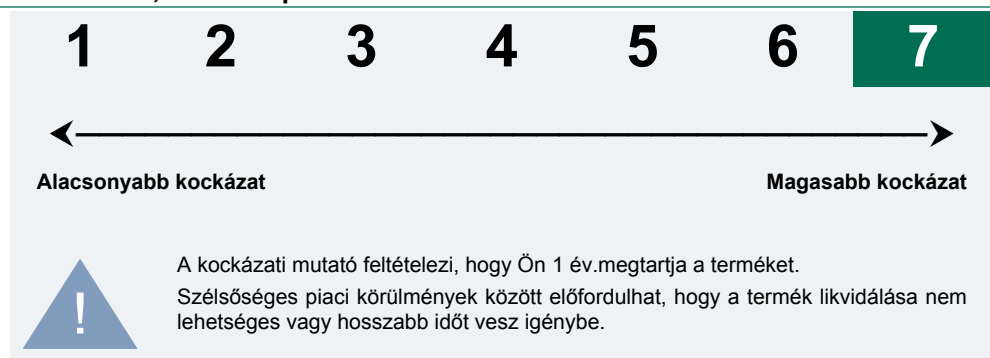 1 2 3 4 5 6 7
Alacsonyabb kockázat Magasabb kockázat
A kockázati mutató feltételezi, hogy Ön 1 év.megtartja a terméket.
Szélsőséges piaci körülmények között előfordulhat, hogy a termék likvidálása nem
! lehetséges vagy hosszabb időt vesz igénybe.